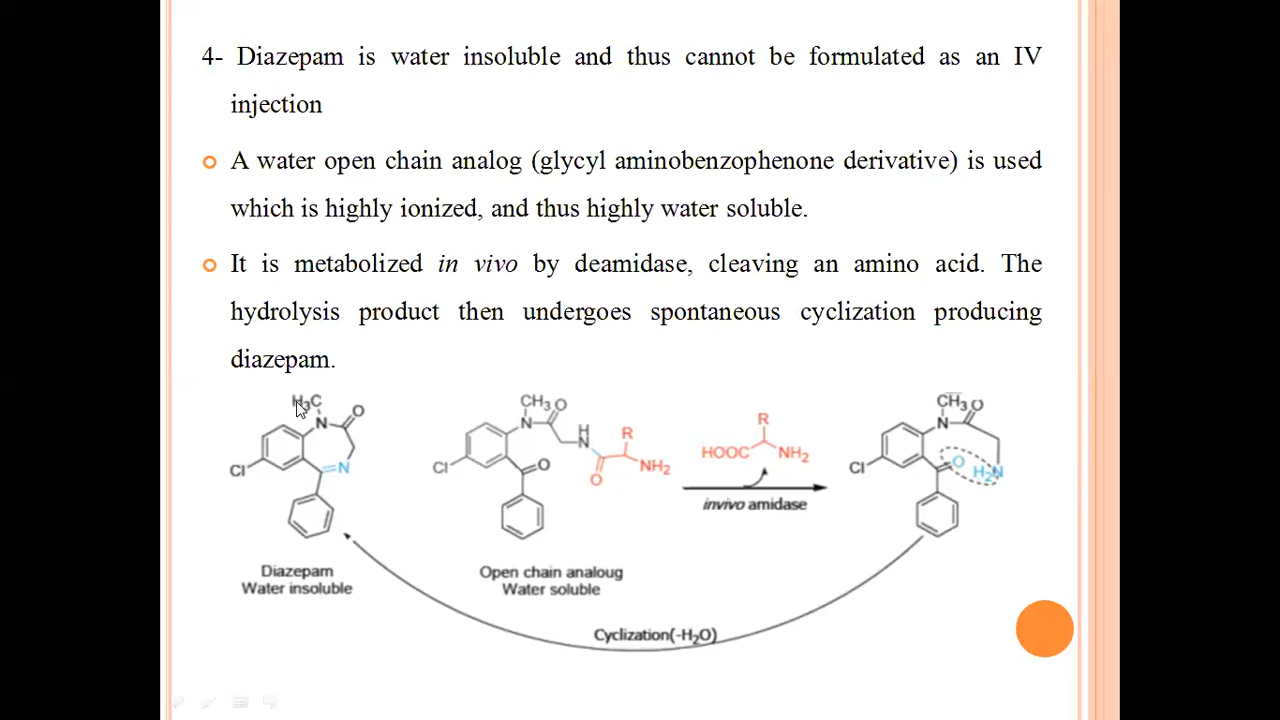 4- Diazepam is water insoluble and thus cannot be formulated as an IV
injection
A water open chain analog (glycyl aminobenzophenone derivative) is used
which is highly ionized, and thus highly water soluble.
It is metabolized in vivo by deamidase, cleaving an amino acid. The
hydrolysis product then undergoes spontaneous cyclization producing
diazepam.
H3C
N
O
Cl
N
Diazepam
Water insoluble
CH3
O
N
H
N
R
Cl
O
O
NH2
Open chain analoug
Water soluble
R
HOOC
NH2
invivo amidase
CH3
O
N
Cl
O
H2N
Cyclization(-H2O)